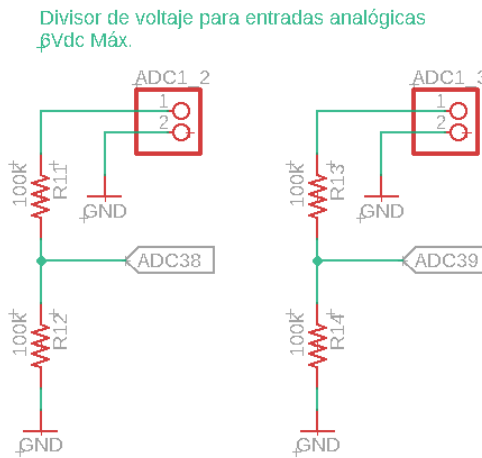 Divisor de voltaje para entradas analógicas
6Vdc Máx.
ADC1_2
1
2
GND
100k
R11
ADC38
100k
R12
GND
ADC1_3
1
2
GND
100k
R13
ADC39
100k
R14
GND